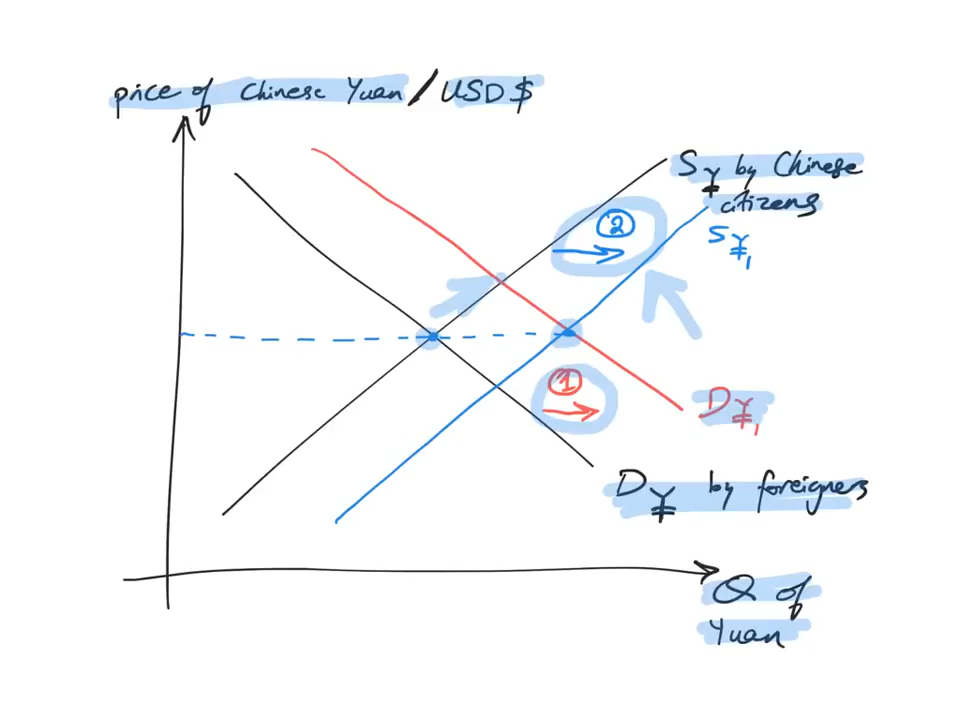 price of Chinese Yuan / USD $
S¥ by Chinese
citizens
②
S¥₁
①
D¥₁
D¥ by foreigners
Q of
Yuan